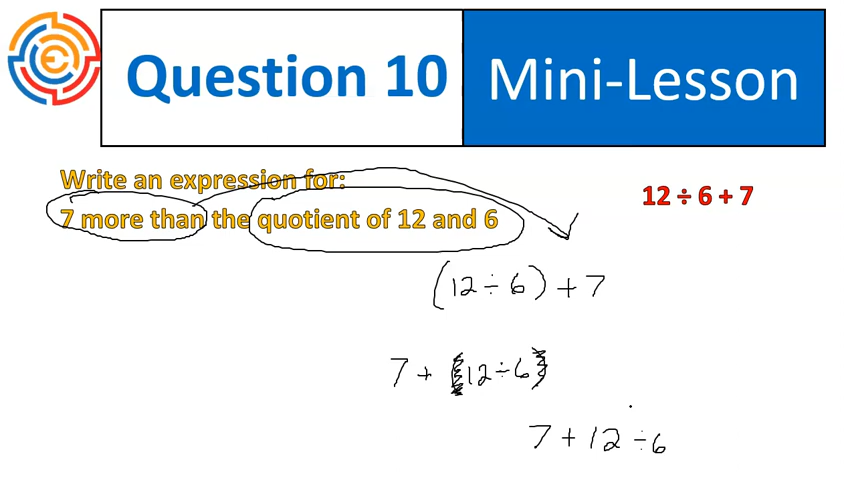 Question 10 Mini-Lesson
Write an expression for:
7 more than the quotient of 12 and 6
12 ÷ 6 + 7
(12 ÷ 6) + 7
7 + (12 ÷ 6)
7 + 12 ÷ 6